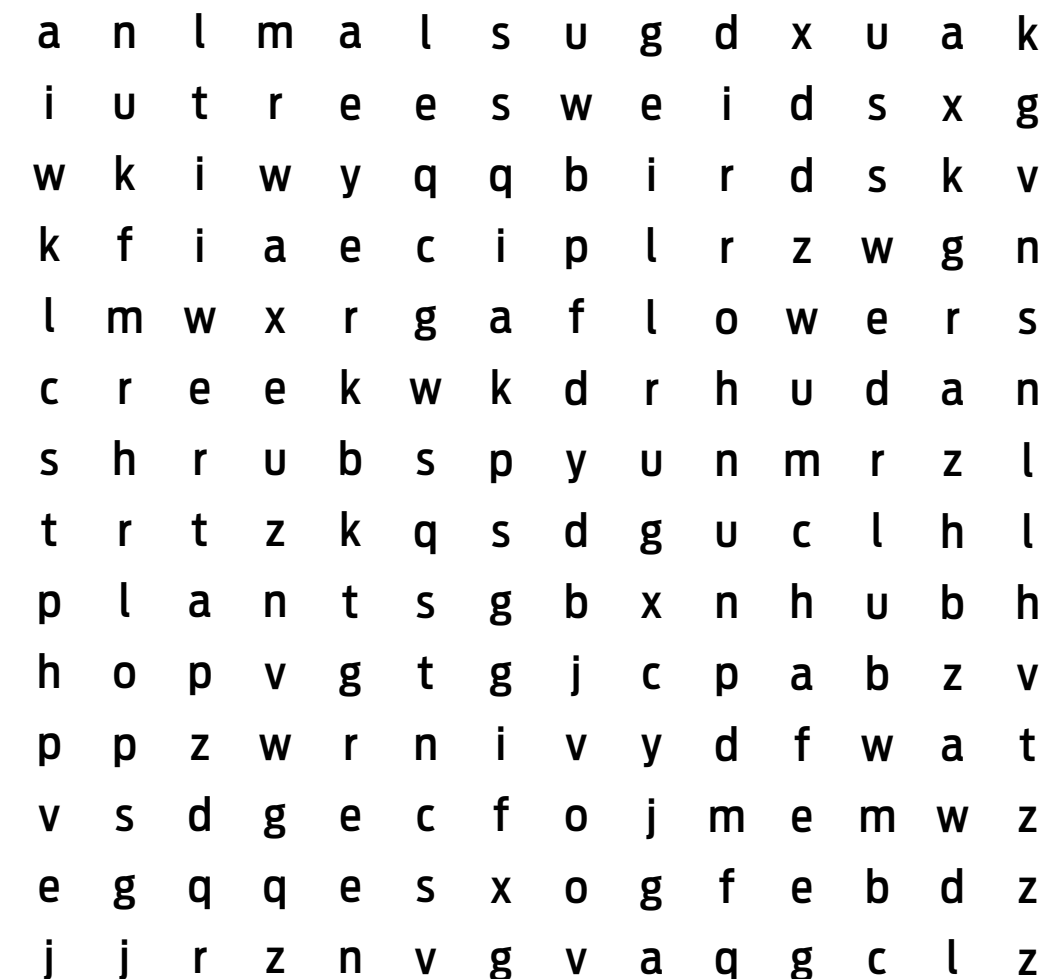 a n l m a l s u g d x u a k
i u t r e e s w e i d s x g
w k i w y q q b i r d s k v
k f i a e c i p l r z w g n
l m w x r g a f l o w e r s
c r e e k w k d r h u d a n
s h r u b s p y u n m r z l
t r t z k q s d g u c l h l
p l a n t s g b x n h u b h
h o p v g t g j c p a b z v
p p z w r n i v y d f w a t
v s d g e c f o j m e m w z
e g q q e s x o g f e b d z
j j r z n v g v a q g c l z